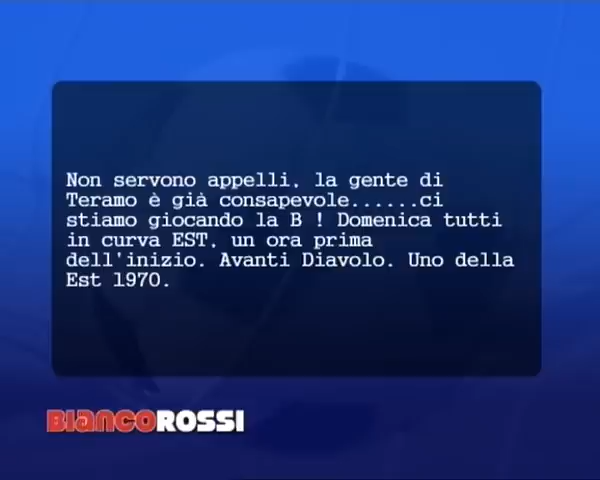 Non servono appelli, la gente di
Teramo è già consapevole......ci
stiamo giocando la B ! Domenica tutti
in curva EST, un ora prima
dell'inizio. Avanti Diavolo. Uno della
Est 1970.
BIANCOROSSI